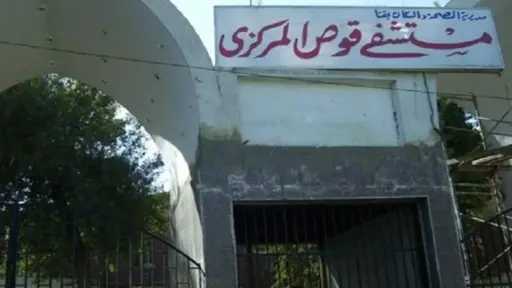 مديرية الصحة والسكان بقنا
مستشفى قوص المركزى